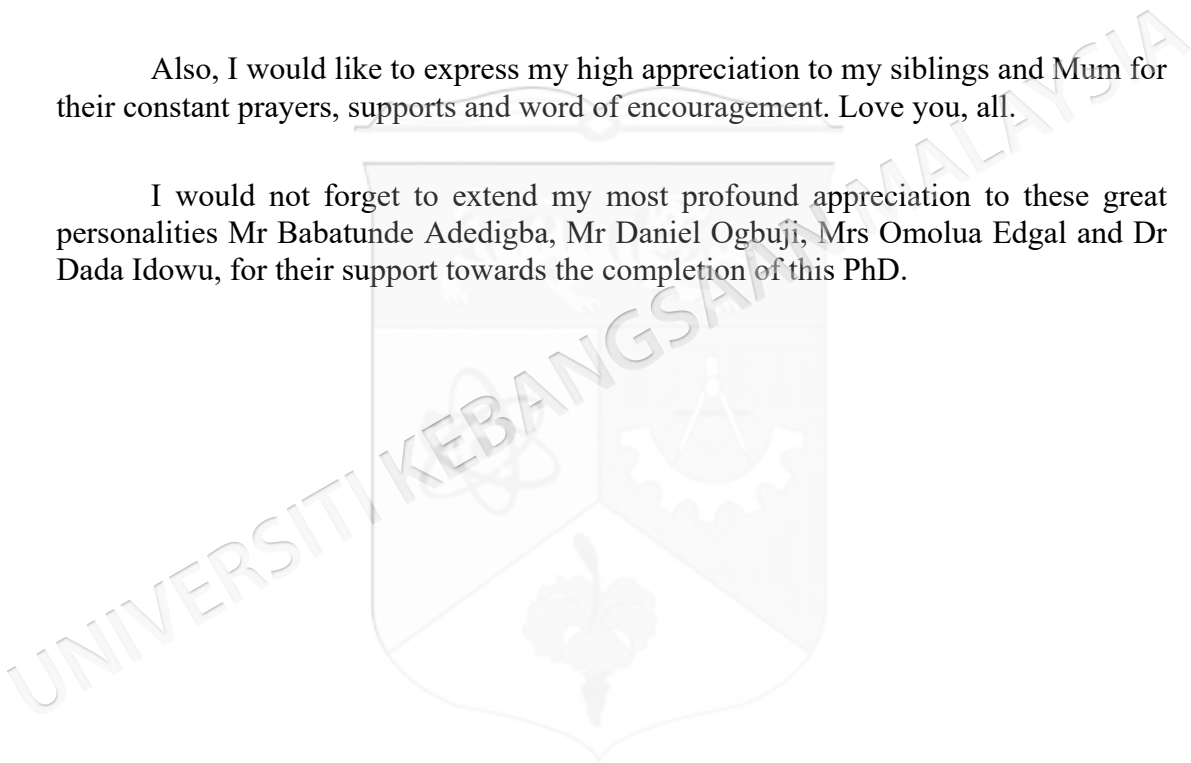 Also, I would like to express my high appreciation to my siblings and Mum for
their constant prayers, supports and word of encouragement. Love you, all.
I would not forget to extend my most profound appreciation to these great
personalities Mr Babatunde Adedigba, Mr Daniel Ogbuji, Mrs Omolua Edgal and Dr
Dada Idowu, for their support towards the completion of this PhD.
UNIVERSITI KEBANGSAAN MALAYSIA